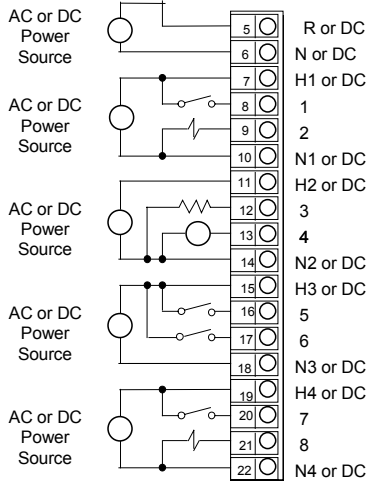 AC or DC
Power
Source
5 R or DC
6 N or DC
7 H1 or DC
AC or DC
Power
Source
8 1
9 2
10 N1 or DC
11 H2 or DC
AC or DC
Power
Source
12 3
13 4
14 N2 or DC
15 H3 or DC
AC or DC
Power
Source
16 5
17 6
18 N3 or DC
19 H4 or DC
AC or DC
Power
Source
20 7
21 8
22 N4 or DC